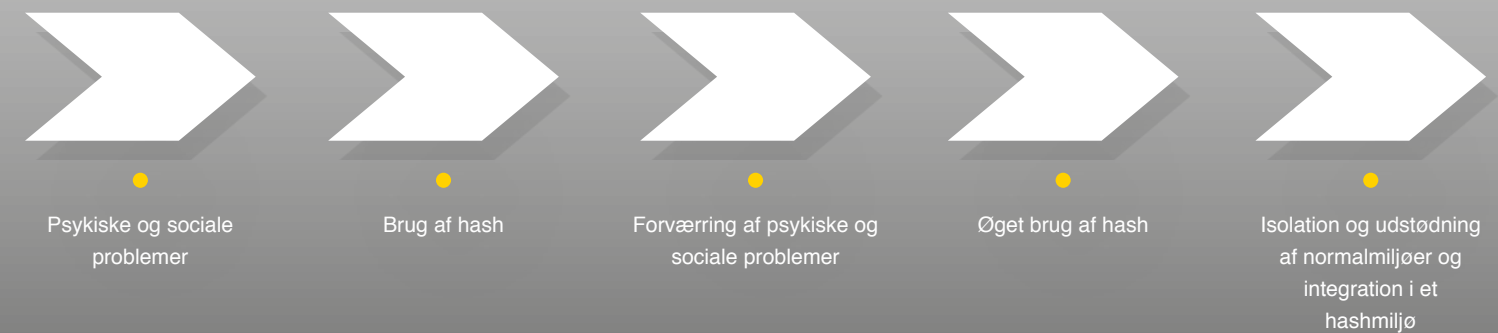 Psykiske og sociale
problemer
Brug af hash
Forværring af psykiske og
sociale problemer
Øget brug af hash
Isolation og udstødning
af normalmiljøer og
integration i et
hashmiljø